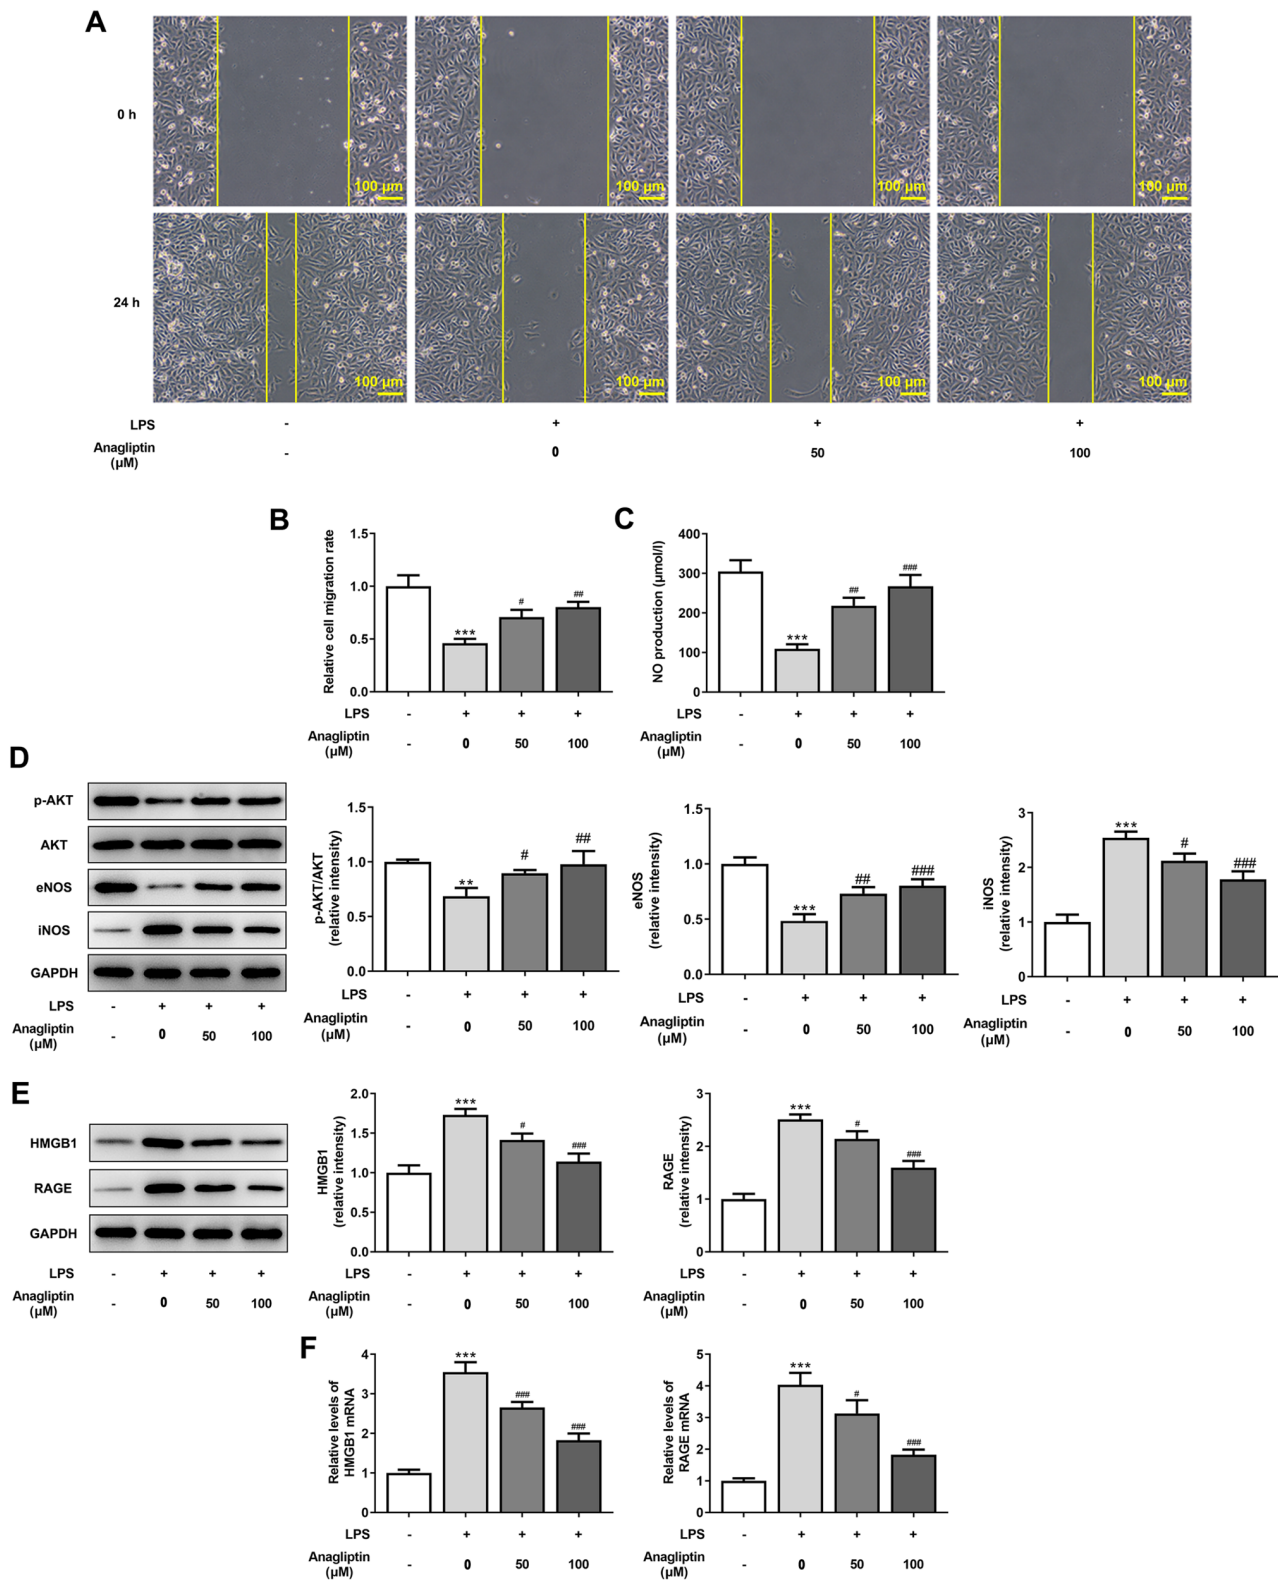 A
0 h
100 µm 100 µm 100 µm 100 µm
24 h
100 µm 100 µm 100 µm 100 µm
LPS - + + +
Anagliptin
(µM) - 0 50 100
B
Relative cell migration rate
1.5
1.0
0.5
0.0
***
#
##
LPS - + + +
Anagliptin
(µM) - 0 50 100
C
NO production (µmol/l)
400
300
200
100
0
***
##
###
LPS - + + +
Anagliptin
(µM) - 0 50 100
D
p-AKT
AKT
eNOS
iNOS
GAPDH
LPS - + + +
Anagliptin
(µM) - 0 50 100
p-AKT/AKT
(relative intensity)
1.5
1.0
0.5
0.0
**
#
##
LPS - + + +
Anagliptin
(µM) - 0 50 100
eNOS
(relative intensity)
1.5
1.0
0.5
0.0
***
##
###
LPS - + + +
Anagliptin
(µM) - 0 50 100
iNOS
(relative intensity)
3
2
1
0
***
#
###
LPS - + + +
Anagliptin
(µM) - 0 50 100
E
HMGB1
RAGE
GAPDH
LPS - + + +
Anagliptin
(µM) - 0 50 100
HMGB1
(relative intensity)
2.0
1.5
1.0
0.5
0.0
***
#
###
LPS - + + +
Anagliptin
(µM) - 0 50 100
RAGE
(relative intensity)
3
2
1
0
***
#
###
LPS - + + +
Anagliptin
(µM) - 0 50 100
F
Relative levels of
HMGB1 mRNA
4
3
2
1
0
***
###
###
LPS - + + +
Anagliptin
(µM) - 0 50 100
Relative levels of
RAGE mRNA
5
4
3
2
1
0
***
#
###
LPS - + + +
Anagliptin
(µM) - 0 50 100